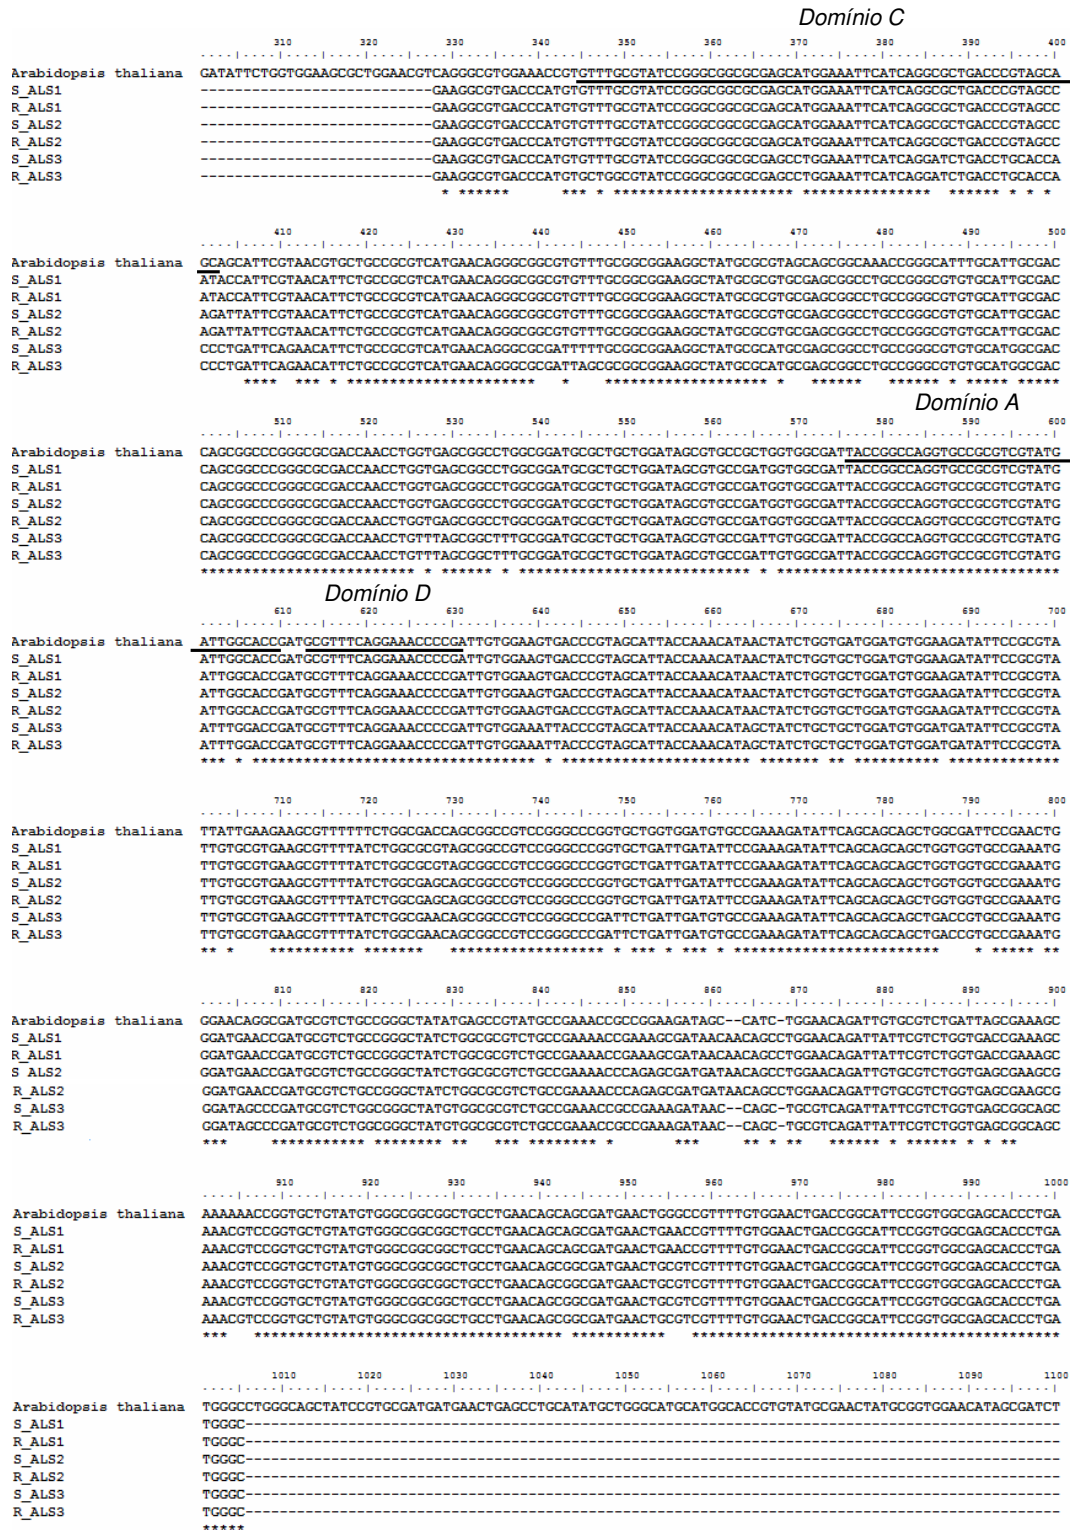 Domínio C
310 320 330 340 350 360 370 380 390 400
....|....|....|....|....|....|....|....|....|....|....|....|....|....|....|....|....|....|....|....|
Arabidopsis thaliana GATATTCTGGTGGAAGCGCTGGAACGTCAGGGCGTGGAAACCGTGTTTGCGTATCCGGGCGGCGCGAGCATGGAAATTCATCAGGCGCTGACCCGTAGCA
S_ALS1 ---------------------------GAAGGCGTGACCCATGTGTTTGCGTATCCGGGCGGCGCGAGCATGGAAATTCATCAGGCGCTGACCCGTAGCC
R_ALS1 ---------------------------GAAGGCGTGACCCATGTGTTTGCGTATCCGGGCGGCGCGAGCATGGAAATTCATCAGGCGCTGACCCGTAGCC
S_ALS2 ---------------------------GAAGGCGTGACCCATGTGTTTGCGTATCCGGGCGGCGCGAGCATGGAAATTCATCAGGCGCTGACCCGTAGCC
R_ALS2 ---------------------------GAAGGCGTGACCCATGTGTTTGCGTATCCGGGCGGCGCGAGCATGGAAATTCATCAGGCGCTGACCCGTAGCC
S_ALS3 ---------------------------GAAGGCGTGACCCATGTGTTTGCGTATCCGGGCGGCGCGAGCCTGGAAATTCATCAGGATCTGACCTGCACCA
R_ALS3 ---------------------------GAAGGCGTGACCCATGTGCTGGCGTATCCGGGCGGCGCGAGCCTGGAAATTCATCAGGATCTGACCTGCACCA
* ****** *** * ********************* ************** ****** * *
410 420 430 440 450 460 470 480 490 500
....|....|....|....|....|....|....|....|....|....|....|....|....|....|....|....|....|....|....|....|
Arabidopsis thaliana GCAGCATTCGTAACGTGCTGCCGCGTCATGAACAGGGCGGCGTGTTTGCGGCGGAAGGCTATGCGCGTAGCAGCGGCAAACCGGGCATTTGCATTGCGAC
S_ALS1 ATACCATTCGTAACATTCTGCCGCGTCATGAACAGGGCGGCGTGTTTGCGGCGGAAGGCTATGCGCGTGCGAGCGGCCTGCCGGGCGTGTGCATTGCGAC
R_ALS1 ATACCATTCGTAACATTCTGCCGCGTCATGAACAGGGCGGCGTGTTTGCGGCGGAAGGCTATGCGCGTGCGAGCGGCCTGCCGGGCGTGTGCATTGCGAC
S_ALS2 AGATTATTCGTAACATTCTGCCGCGTCATGAACAGGGCGGCGTGTTTGCGGCGGAAGGCTATGCGCGTGCGAGCGGCCTGCCGGGCGTGTGCATTGCGAC
R_ALS2 AGATTATTCGTAACATTCTGCCGCGTCATGAACAGGGCGGCGTGTTTGCGGCGGAAGGCTATGCGCGTGCGAGCGGCCTGCCGGGCGTGTGCATTGCGAC
S_ALS3 CCCTGATTCAGAACATTCTGCCGCGTCATGAACAGGGCGCGATTTTTGCGGCGGAAGGCTATGCGCATGCGAGCGGCCTGCCGGGCGTGTGCATGGCGAC
R_ALS3 CCCTGATTCAGAACATTCTGCCGCGTCATGAACAGGGCGCGATTAGCGCGGCGGAAGGCTATGCGCATGCGAGCGGCCTGCCGGGCGTGTGCATGGCGAC
**** *** * ********************** * ******************* * ****** ****** * ***** *****
Domínio A
510 520 530 540 550 560 570 580 590 600
....|....|....|....|....|....|....|....|....|....|....|....|....|....|....|....|....|....|....|....|
Arabidopsis thaliana CAGCGGCCCGGGCGCGACCAACCTGGTGAGCGGCCTGGCGGATGCGCTGCTGGATAGCGTGCCGCTGGTGGCGATTACCGGCCAGGTGCCGCGTCGTATG
S_ALS1 CAGCGGCCCGGGCGCGACCAACCTGGTGAGCGGCCTGGCGGATGCGCTGCTGGATAGCGTGCCGATGGTGGCGATTACCGGCCAGGTGCCGCGTCGTATG
R_ALS1 CAGCGGCCCGGGCGCGACCAACCTGGTGAGCGGCCTGGCGGATGCGCTGCTGGATAGCGTGCCGATGGTGGCGATTACCGGCCAGGTGCCGCGTCGTATG
S_ALS2 CAGCGGCCCGGGCGCGACCAACCTGGTGAGCGGCCTGGCGGATGCGCTGCTGGATAGCGTGCCGATGGTGGCGATTACCGGCCAGGTGCCGCGTCGTATG
R_ALS2 CAGCGGCCCGGGCGCGACCAACCTGGTGAGCGGCCTGGCGGATGCGCTGCTGGATAGCGTGCCGATGGTGGCGATTACCGGCCAGGTGCCGCGTCGTATG
S_ALS3 CAGCGGCCCGGGCGCGACCAACCTGTTTAGCGGCTTTGCGGATGCGCTGCTGGATAGCGTGCCGATTGTGGCGATTACCGGCCAGGTGCCGCGTCGTATG
R_ALS3 CAGCGGCCCGGGCGCGACCAACCTGTTTAGCGGCTTTGCGGATGCGCTGCTGGATAGCGTGCCGATTGTGGCGATTACCGGCCAGGTGCCGCGTCGTATG
************************* * ****** * *************************** * *********************************
Domínio D
610 620 630 640 650 660 670 680 690 700
....|....|....|....|....|....|....|....|....|....|....|....|....|....|....|....|....|....|....|....|
Arabidopsis thaliana ATTGGCACCGATGCGTTTCAGGAAACCCCGATTGTGGAAGTGACCCGTAGCATTACCAAACATAACTATCTGGTGATGGATGTGGAAGATATTCCGCGTA
S_ALS1 ATTGGCACCGATGCGTTTCAGGAAACCCCGATTGTGGAAGTGACCCGTAGCATTACCAAACATAACTATCTGGTGCTGGATGTGGAAGATATTCCGCGTA
R_ALS1 ATTGGCACCGATGCGTTTCAGGAAACCCCGATTGTGGAAGTGACCCGTAGCATTACCAAACATAACTATCTGGTGCTGGATGTGGAAGATATTCCGCGTA
S_ALS2 ATTGGCACCGATGCGTTTCAGGAAACCCCGATTGTGGAAGTGACCCGTAGCATTACCAAACATAACTATCTGGTGCTGGATGTGGAAGATATTCCGCGTA
R_ALS2 ATTGGCACCGATGCGTTTCAGGAAACCCCGATTGTGGAAGTGACCCGTAGCATTACCAAACATAACTATCTGGTGCTGGATGTGGAAGATATTCCGCGTA
S_ALS3 ATTTGGACCGATGCGTTTCAGGAAACCCCGATTGTGGAAATTACCCGTAGCATTACCAAACATAGCTATCTGCTGCTGGATGTGGATGATATTCCGCGTA
R_ALS3 ATTTGGACCGATGCGTTTCAGGAAACCCCGATTGTGGAAATTACCCGTAGCATTACCAAACATAGCTATCTGCTGCTGGATGTGGATGATATTCCGCGTA
*** * ********************************* * ********************** ******* ** ********** *************
710 720 730 740 750 760 770 780 790 800
....|....|....|....|....|....|....|....|....|....|....|....|....|....|....|....|....|....|....|....|
Arabidopsis thaliana TTATTGAAGAAGCGTTTTTTCTGGCGACCAGCGGCCGTCCGGGCCCGGTGCTGGTGGATGTGCCGAAAGATATTCAGCAGCAGCTGGCGATTCCGAACTG
S_ALS1 TTGTGCGTGAAGCGTTTTATCTGGCGCGTAGCGGCCGTCCGGGCCCGGTGCTGATTGATATTCCGAAAGATATTCAGCAGCAGCTGGTGGTGCCGAAATG
R_ALS1 TTGTGCGTGAAGCGTTTTATCTGGCGCGTAGCGGCCGTCCGGGCCCGGTGCTGATTGATATTCCGAAAGATATTCAGCAGCAGCTGGTGGTGCCGAAATG
S_ALS2 TTGTGCGTGAAGCGTTTTATCTGGCGAGCAGCGGCCGTCCGGGCCCGGTGCTGATTGATATTCCGAAAGATATTCAGCAGCAGCTGGTGGTGCCGAAATG
R_ALS2 TTGTGCGTGAAGCGTTTTATCTGGCGAGCAGCGGCCGTCCGGGCCCGGTGCTGATTGATATTCCGAAAGATATTCAGCAGCAGCTGGTGGTGCCGAAATG
S_ALS3 TTGTGCGTGAAGCGTTTTATCTGGCGAACAGCGGCCGTCCGGGCCCGATTCTGATTGATGTGCCGAAAGATATTCAGCAGCAGCTGACCGTGCCGAAATG
R_ALS3 TTGTGCGTGAAGCGTTTTATCTGGCGAACAGCGGCCGTCCGGGCCCGATTCTGATTGATGTGCCGAAAGATATTCAGCAGCAGCTGACCGTGCCGAAATG
** * ********** ******* ****************** * *** * *** * ************************ * ***** **
810 820 830 840 850 860 870 880 890 900
....|....|....|....|....|....|....|....|....|....|....|....|....|....|....|....|....|....|....|....|
Arabidopsis thaliana GGAACAGGCGATGCGTCTGCCGGGCTATATGAGCCGTATGCCGAAACCGCCGGAAGATAGC--CATC-TGGAACAGATTGTGCGTCTGATTAGCGAAAGC
S_ALS1 GGATGAACCGATGCGTCTGCCGGGCTATCTGGCGCGTCTGCCGAAAACCGAAAGCGATAACAACAGCCTGGAACAGATTATTCGTCTGGTGACCGAAAGC
R_ALS1 GGATGAACCGATGCGTCTGCCGGGCTATCTGGCGCGTCTGCCGAAAACCGAAAGCGATAACAACAGCCTGGAACAGATTATTCGTCTGGTGACCGAAAGC
S_ALS2 GGATGAACCGATGCGTCTGCCGGGCTATCTGGCGCGTCTGCCGAAAACCCAGAGCGATGATAACAGCCTGGAACAGATTGTGCGTCTGGTGAGCGAAGCG
R_ALS2 GGATGAACCGATGCGTCTGCCGGGCTATCTGGCGCGTCTGCCGAAAACCCAGAGCGATGATAACAGCCTGGAACAGATTGTGCGTCTGGTGAGCGAAGCG
S_ALS3 GGATAGCCCGATGCGTCTGGCGGGCTATGTGGCGCGTCTGCCGAAACCGCCGAAAGATAAC--CAGC-TGCGTCAGATTATTCGTCTGGTGAGCGGCAGC
R_ALS3 GGATAGCCCGATGCGTCTGGCGGGCTATGTGGCGCGTCTGCCGAAACCGCCGAAAGATAAC--CAGC-TGCGTCAGATTATTCGTCTGGTGAGCGGCAGC
*** *********** ******** ** *** ******** * *** ** * ** ****** * ****** * * ***
910 920 930 940 950 960 970 980 990 1000
....|....|....|....|....|....|....|....|....|....|....|....|....|....|....|....|....|....|....|....|
Arabidopsis thaliana AAAAAACCGGTGCTGTATGTGGGCGGCGGCTGCCTGAACAGCAGCGATGAACTGGGCCGTTTTGTGGAACTGACCGGCATTCCGGTGGCGAGCACCCTGA
S_ALS1 AAACGTCCGGTGCTGTATGTGGGCGGCGGCTGCCTGAACAGCAGCGATGAACTGAACCGTTTTGTGGAACTGACCGGCATTCCGGTGGCGAGCACCCTGA
R_ALS1 AAACGTCCGGTGCTGTATGTGGGCGGCGGCTGCCTGAACAGCAGCGATGAACTGAACCGTTTTGTGGAACTGACCGGCATTCCGGTGGCGAGCACCCTGA
S_ALS2 AAACGTCCGGTGCTGTATGTGGGCGGCGGCTGCCTGAACAGCGGCGATGAACTGCGTCGTTTTGTGGAACTGACCGGCATTCCGGTGGCGAGCACCCTGA
R_ALS2 AAACGTCCGGTGCTGTATGTGGGCGGCGGCTGCCTGAACAGCGGCGATGAACTGCGTCGTTTTGTGGAACTGACCGGCATTCCGGTGGCGAGCACCCTGA
S_ALS3 AAACGTCCGGTGCTGTATGTGGGCGGCGGCTGCCTGAACAGCGGCGATGAACTGCGTCGTTTTGTGGAACTGACCGGCATTCCGGTGGCGAGCACCCTGA
R_ALS3 AAACGTCCGGTGCTGTATGTGGGCGGCGGCTGCCTGAACAGCGGCGATGAACTGCGTCGTTTTGTGGAACTGACCGGCATTCCGGTGGCGAGCACCCTGA
*** ************************************ *********** *******************************************
1010 1020 1030 1040 1050 1060 1070 1080 1090 1100
....|....|....|....|....|....|....|....|....|....|....|....|....|....|....|....|....|....|....|....|
Arabidopsis thaliana TGGGCCTGGGCAGCTATCCGTGCGATGATGAACTGAGCCTGCATATGCTGGGCATGCATGGCACCGTGTATGCGAACTATGCGGTGGAACATAGCGATCT
S_ALS1 TGGGC-----------------------------------------------------------------------------------------------
R_ALS1 TGGGC-----------------------------------------------------------------------------------------------
S_ALS2 TGGGC-----------------------------------------------------------------------------------------------
R_ALS2 TGGGC-----------------------------------------------------------------------------------------------
S_ALS3 TGGGC-----------------------------------------------------------------------------------------------
R_ALS3 TGGGC-----------------------------------------------------------------------------------------------
*****